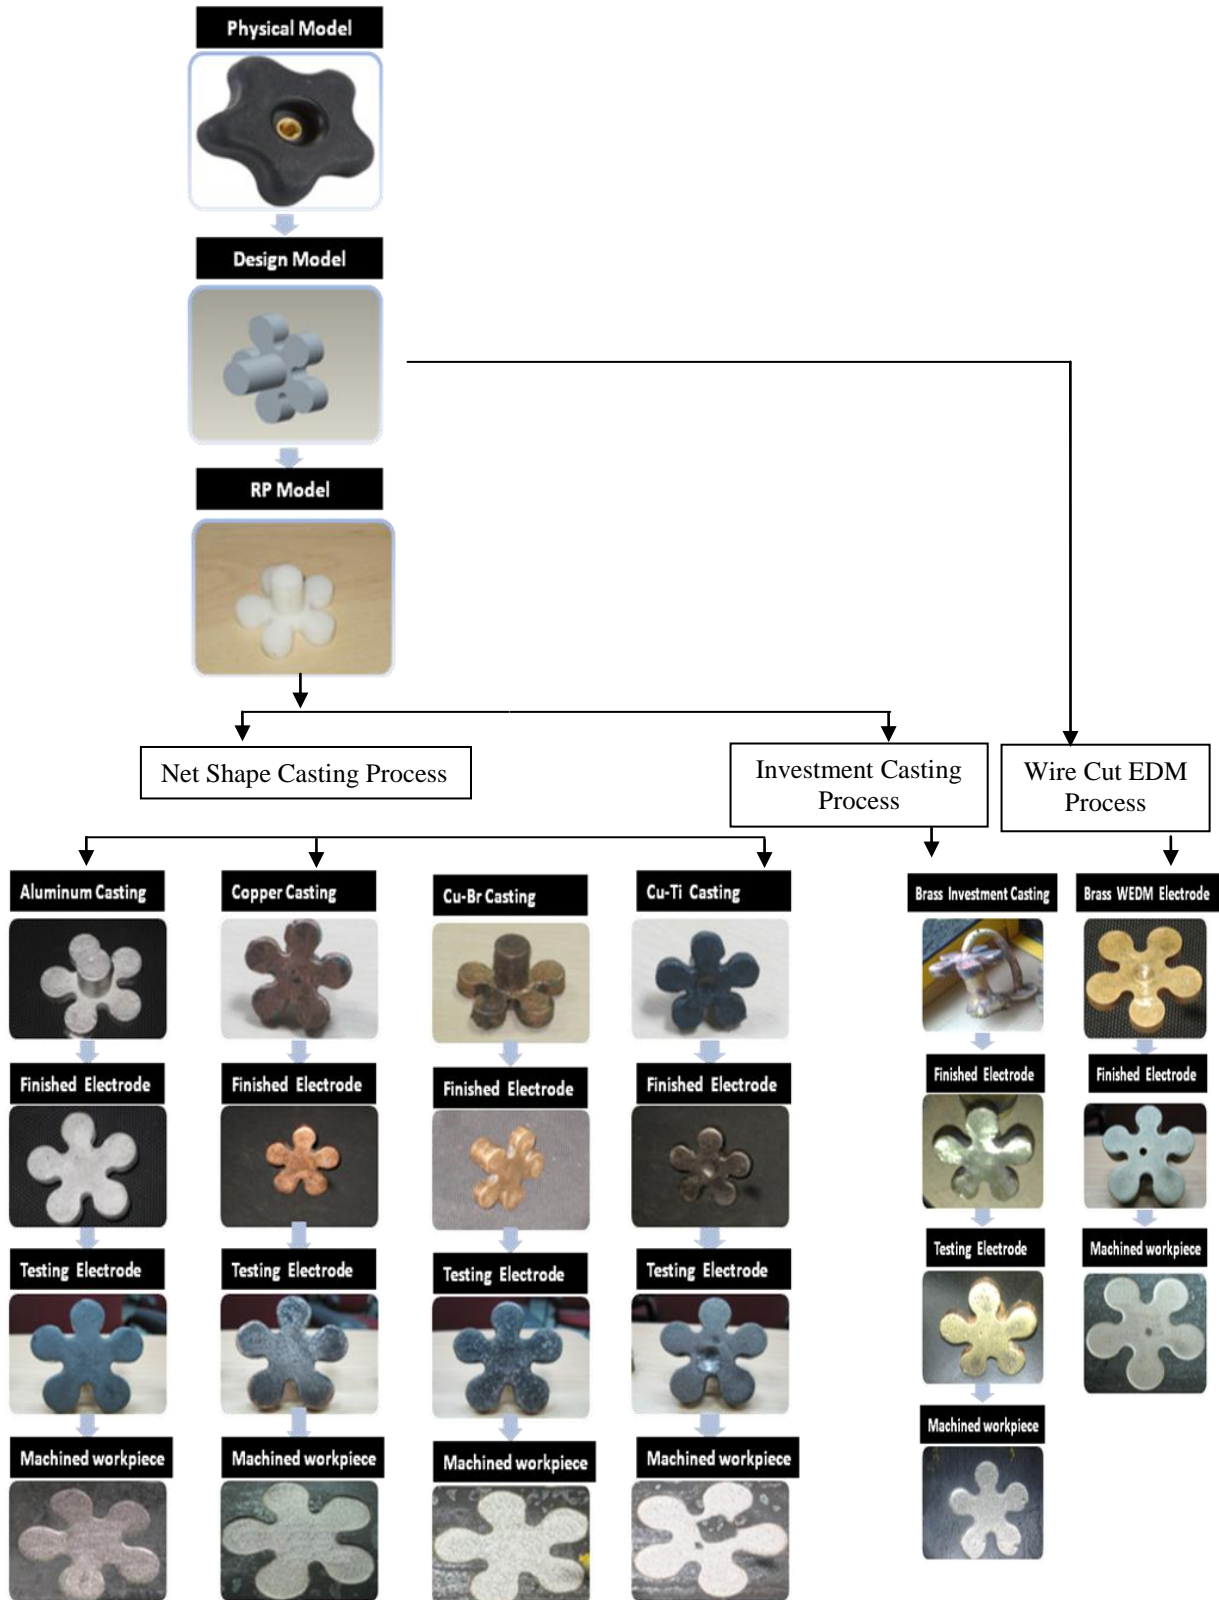 Physical Model
Design Model
RP Model
Net Shape Casting Process
Investment Casting
Process
Wire Cut EDM
Process
Aluminum Casting
Copper Casting
Cu-Br Casting
Cu-Ti Casting
Brass Investment Casting
Brass WEDM Electrode
Finished Electrode
Finished Electrode
Finished Electrode
Finished Electrode
Finished Electrode
Finished Electrode
Testing Electrode
Testing Electrode
Testing Electrode
Testing Electrode
Testing Electrode
Machined workpiece
Machined workpiece
Machined workpiece
Machined workpiece
Machined workpiece
Machined workpiece